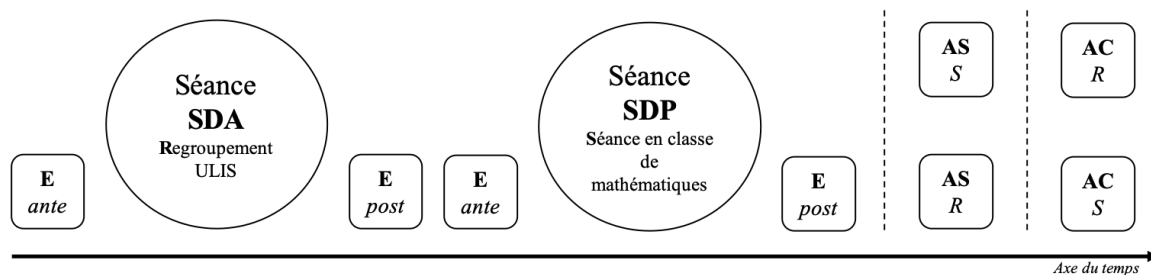 E
ante
Séance
SDA
Regroupement
ULIS
E
post
E
ante
Séance
SDP
Séance en classe
de
mathématiques
E
post
AS
S
AS
R
AC
R
AC
S
Axe du temps